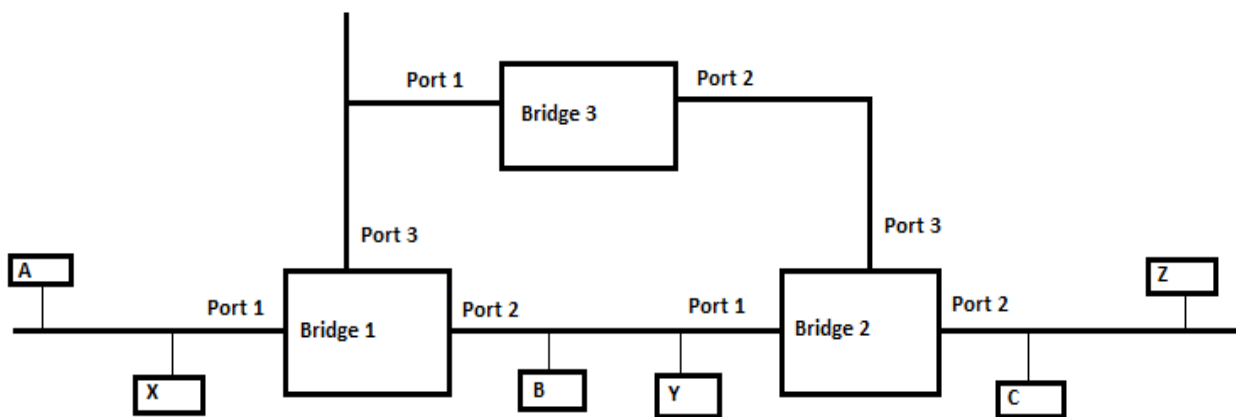 Port 1
Port 2
Bridge 3
Port 3
Port 3
A
Z
Port 1
Port 2
Port 1
Port 2
Bridge 1
Bridge 2
X
B
Y
C